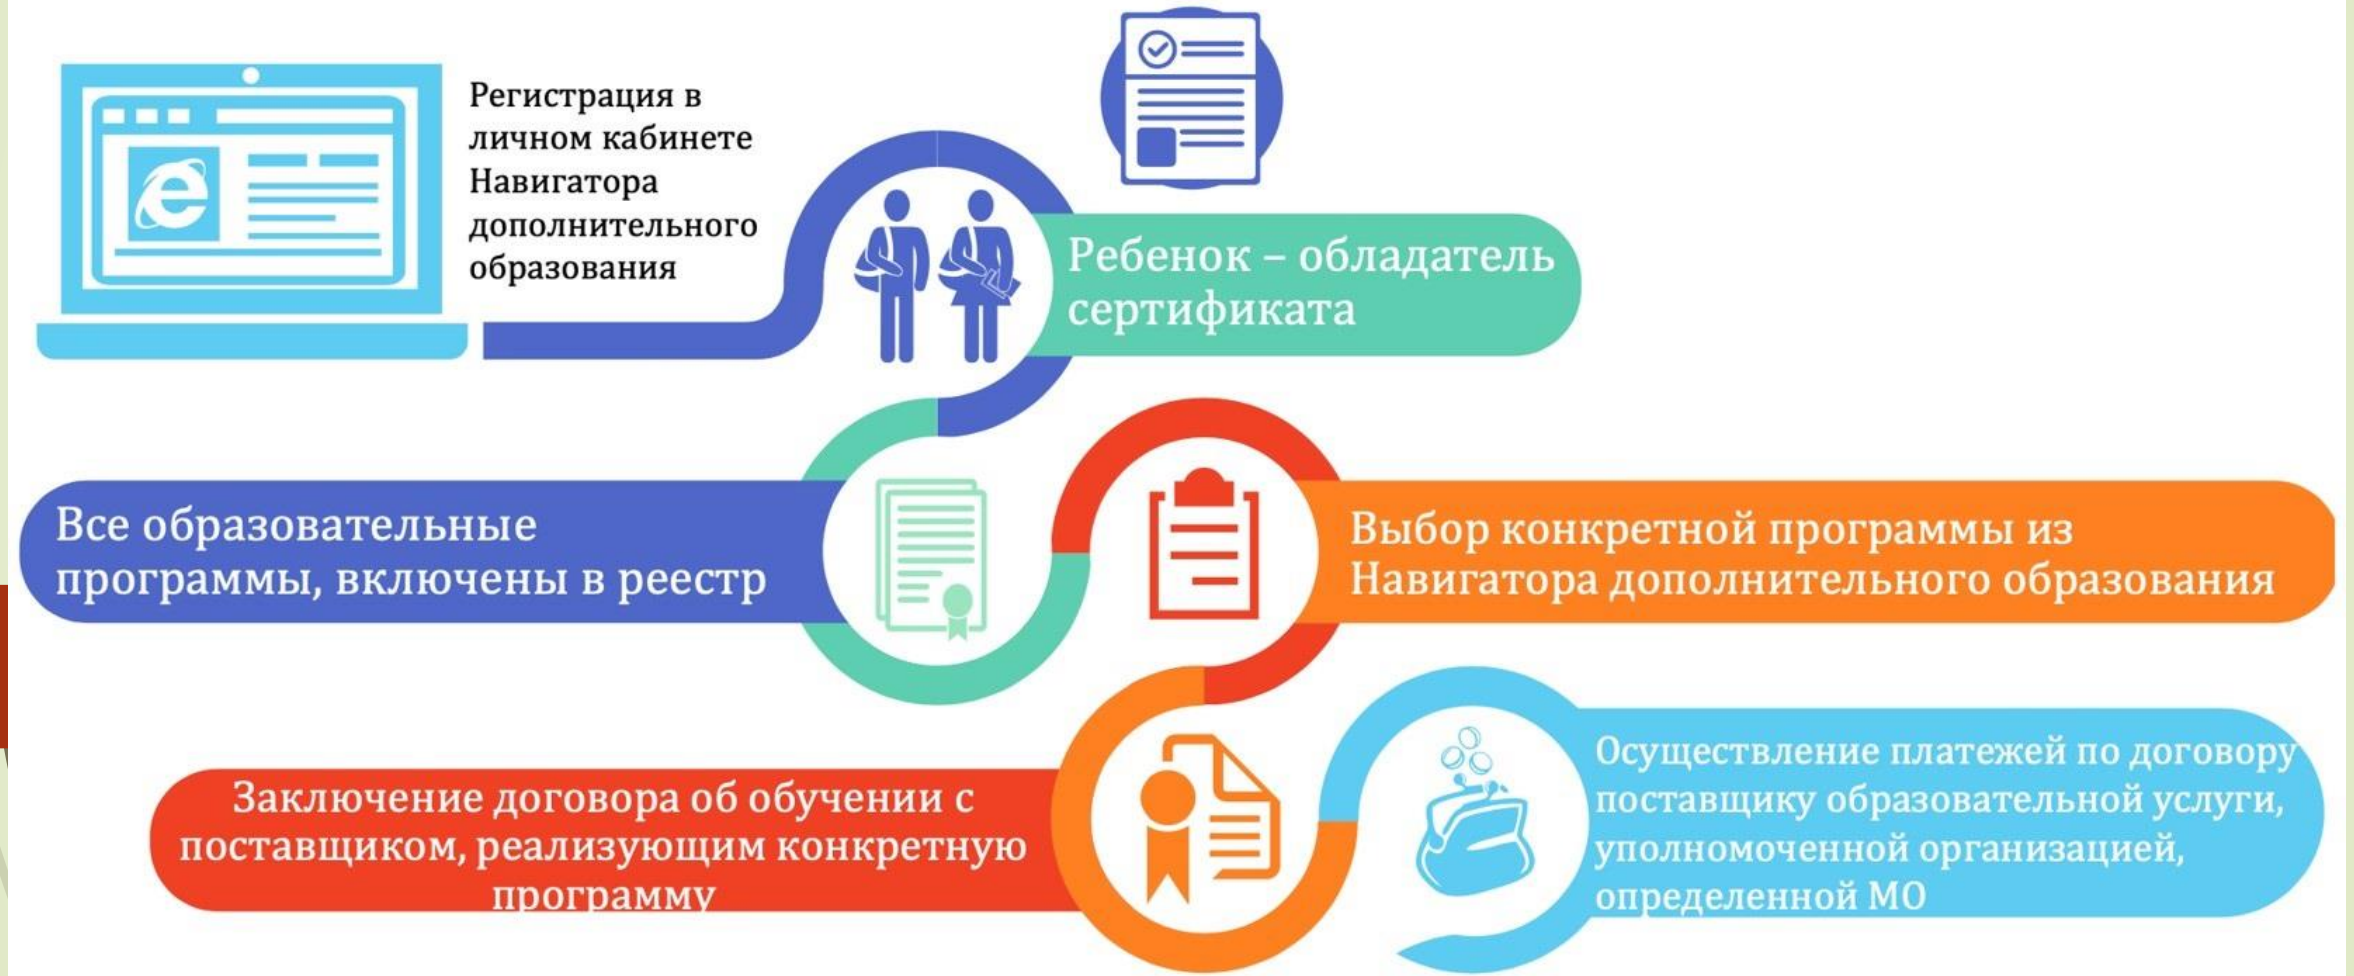 Регистрация в
личном кабинете
Навигатора
дополнительного
образования
Ребенок – обладатель
сертификата
Все образовательные
программы, включены в реестр
Выбор конкретной программы из
Навигатора дополнительного образования
Заключение договора об обучении с
поставщиком, реализующим конкретную
программу
Осуществление платежей по договору
поставщику образовательной услуги,
уполномоченной организацией,
определенной МО